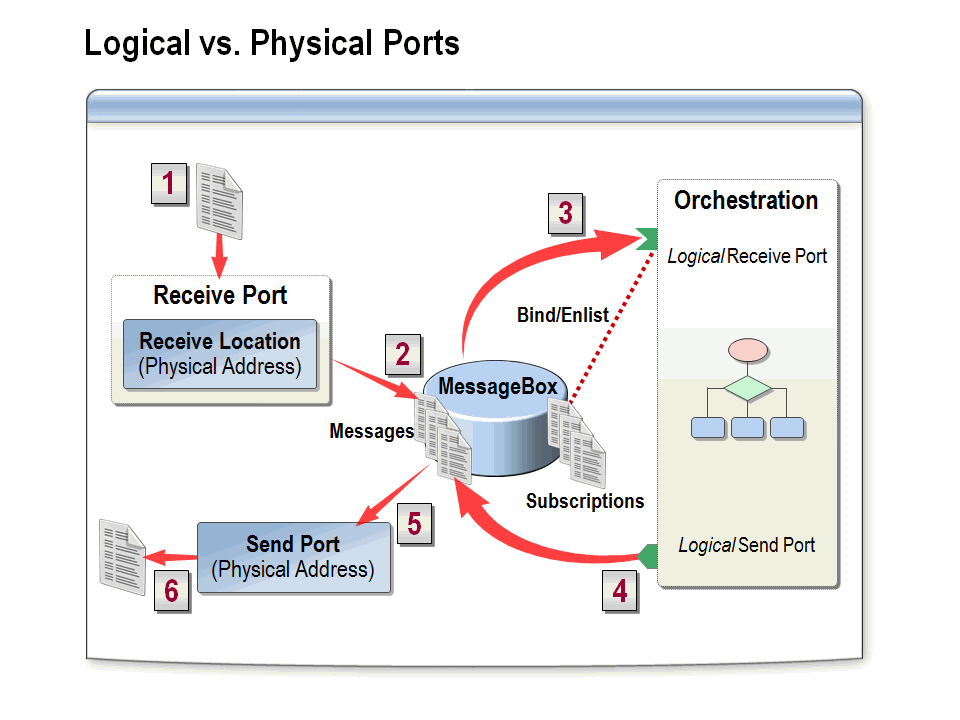 Logical vs. Physical Ports
1
Receive Port
Receive Location
(Physical Address)
2
3
Orchestration
Logical Receive Port
Bind/Enlist
MessageBox
Messages
Subscriptions
Logical Send Port
4
5
Send Port
(Physical Address)
6